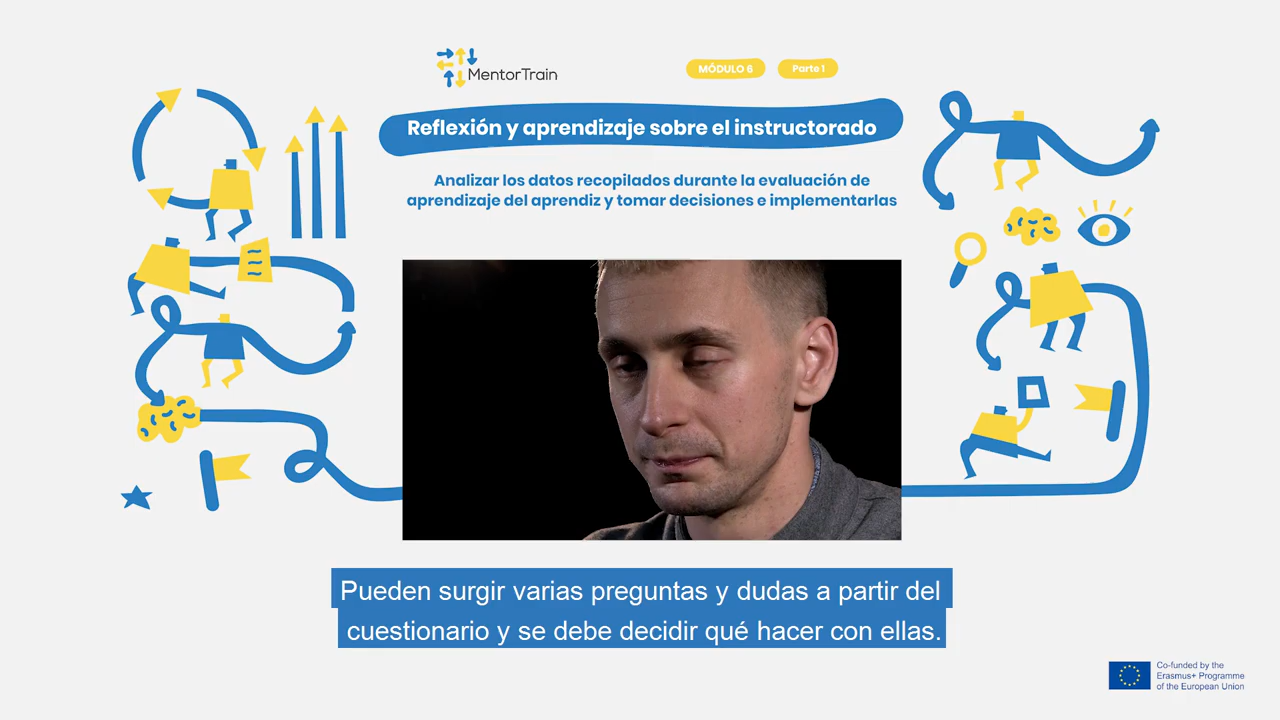 MentorTrain
MÓDULO 6
Parte 1
Reflexión y aprendizaje sobre el instructorado
Analizar los datos recopilados durante la evaluación de
aprendizaje del aprendiz y tomar decisiones e implementarlas
Pueden surgir varias preguntas y dudas a partir del
cuestionario y se debe decidir qué hacer con ellas.
Co-funded by the
Erasmus+ Programme
of the European Union